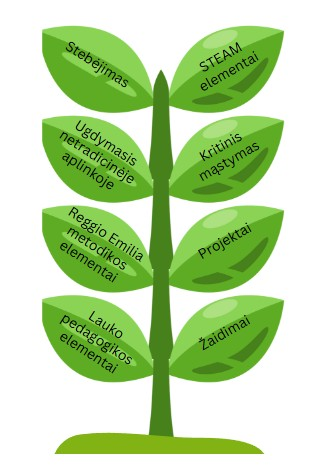 Stebėjimas
STEAM
elementai
Ugdymasis
netradicinėje
aplinkoje
Kritinis
mąstymas
Reggio Emilia
metodikos
elementai
Projektai
Lauko
pedagogikos
elementai
Žaidimai